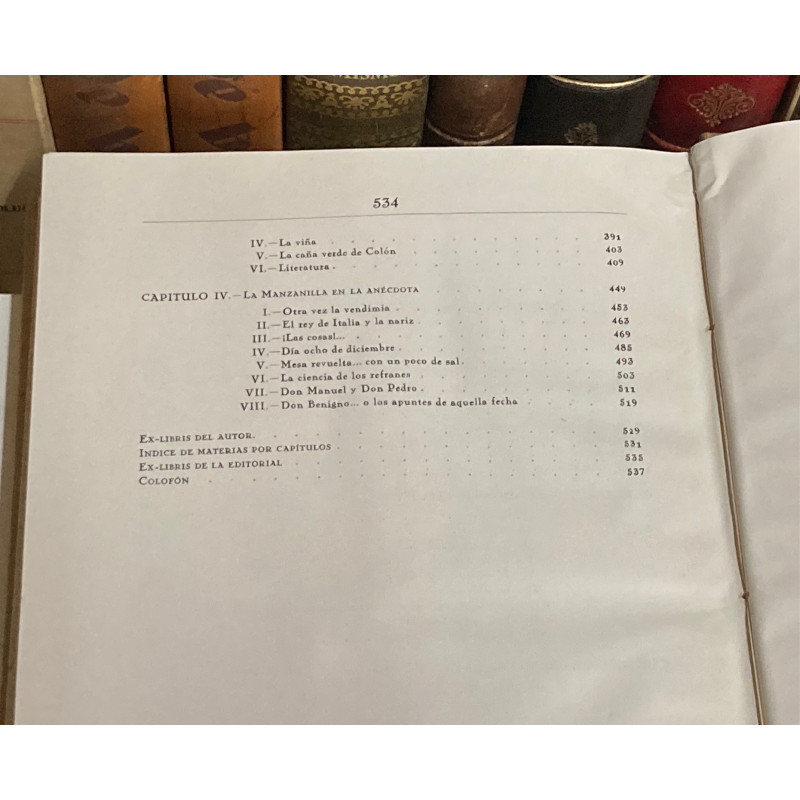 534
IV.—La viña 391
V.—La caña verde de Colón 403
VI.—Literatura 409
CAPITULO IV.—La Manzanilla en la anécdota 449
I.—Otra vez la vendimia 453
II.—El rey de Italia y la nariz 463
III.—¡Las cosas!... 469
IV.—Día ocho de diciembre 485
V.—Mesa revuelta... con un poco de sal 493
VI.—La ciencia de los refranes 503
VII.—Don Manuel y Don Pedro 511
VIII.—Don Benigno... o los apuntes de aquella fecha 519
Ex-libris del autor 529
Indice de materias por capítulos 531
Ex-libris de la editorial 535
Colofón 537